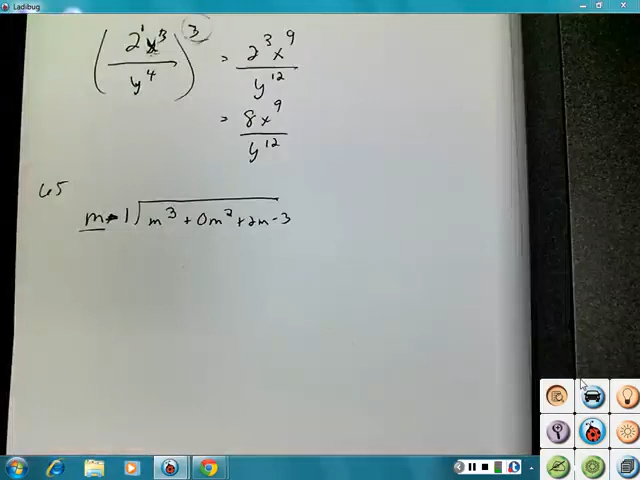 Ladibug
(2¹x³ / y⁴)³ = 2³x⁹ / y¹²
= 8x⁹ / y¹²
65
m - 1 ⟌ m³ + 0m² + 2m - 3